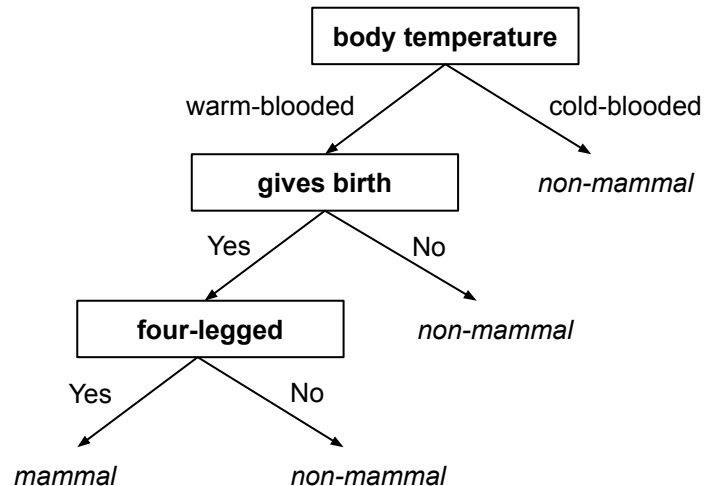 body temperature
warm-blooded
cold-blooded
gives birth
non-mammal
Yes
No
four-legged
non-mammal
Yes
No
mammal
non-mammal